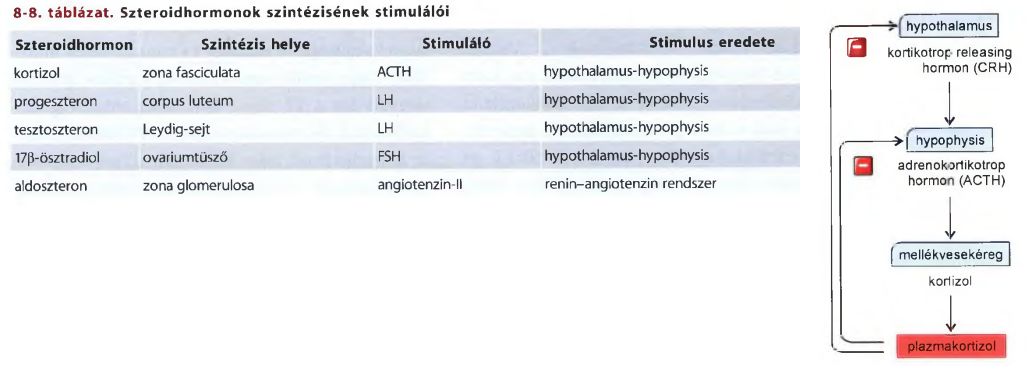 8-8. táblázat. Szteroidhormonok szintézisének stimulálói
Szteroidhormon Szintézis helye Stimuláló Stimulus eredete
kortizol zona fasciculata ACTH hypothalamus-hypophysis
progeszteron corpus luteum LH hypothalamus-hypophysis
tesztoszteron Leydig-sejt LH hypothalamus-hypophysis
17β-ösztradiol ovariumtüsző FSH hypothalamus-hypophysis
aldoszteron zona glomerulosa angiotenzin-II renin–angiotenzin rendszer
hypothalamus
kortikotrop releasing
hormon (CRH)
hypophysis
adrenokortikotrop
hormon (ACTH)
mellékvesekéreg
kortizol
plazmakortizol